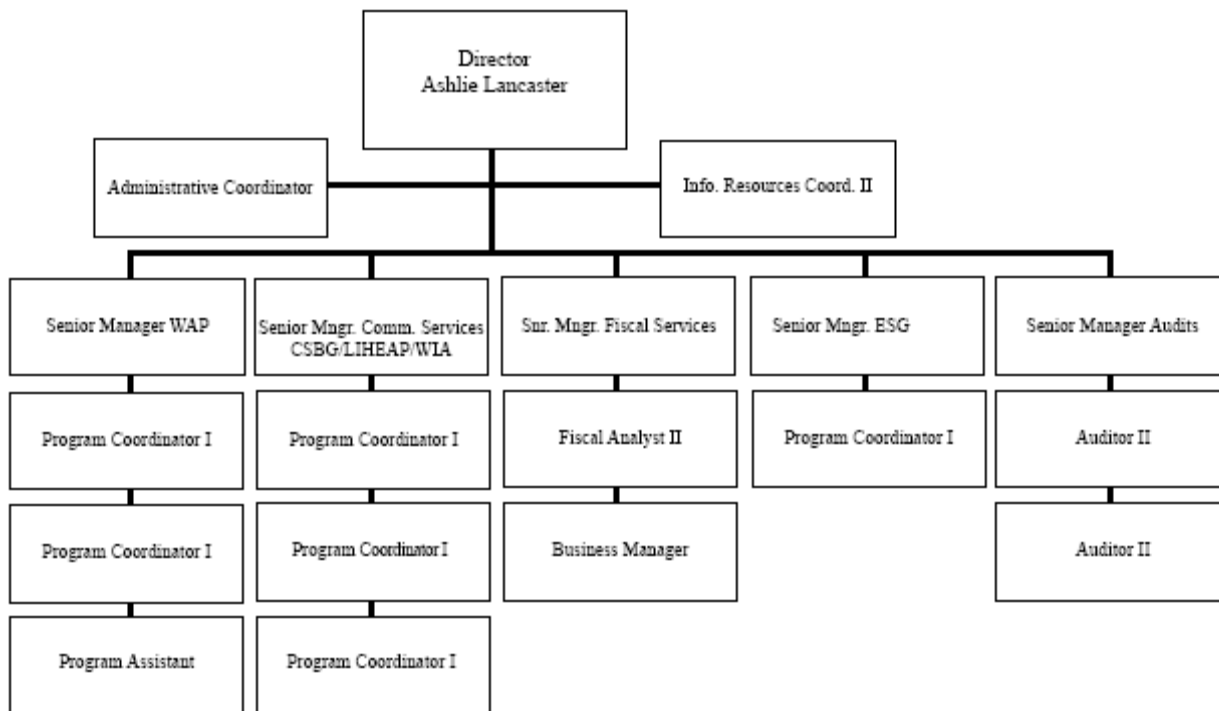 Director
Ashlie Lancaster
Administrative Coordinator
Info. Resources Coord. II
Senior Manager WAP
Senior Mngr. Comm. Services
CSBG/LIHEAP/WIA
Snr. Mngr. Fiscal Services
Senior Mngr. ESG
Senior Manager Audits
Program Coordinator I
Program Coordinator I
Fiscal Analyst II
Program Coordinator I
Auditor II
Program Coordinator I
Program Coordinator I
Business Manager
Auditor II
Program Assistant
Program Coordinator I